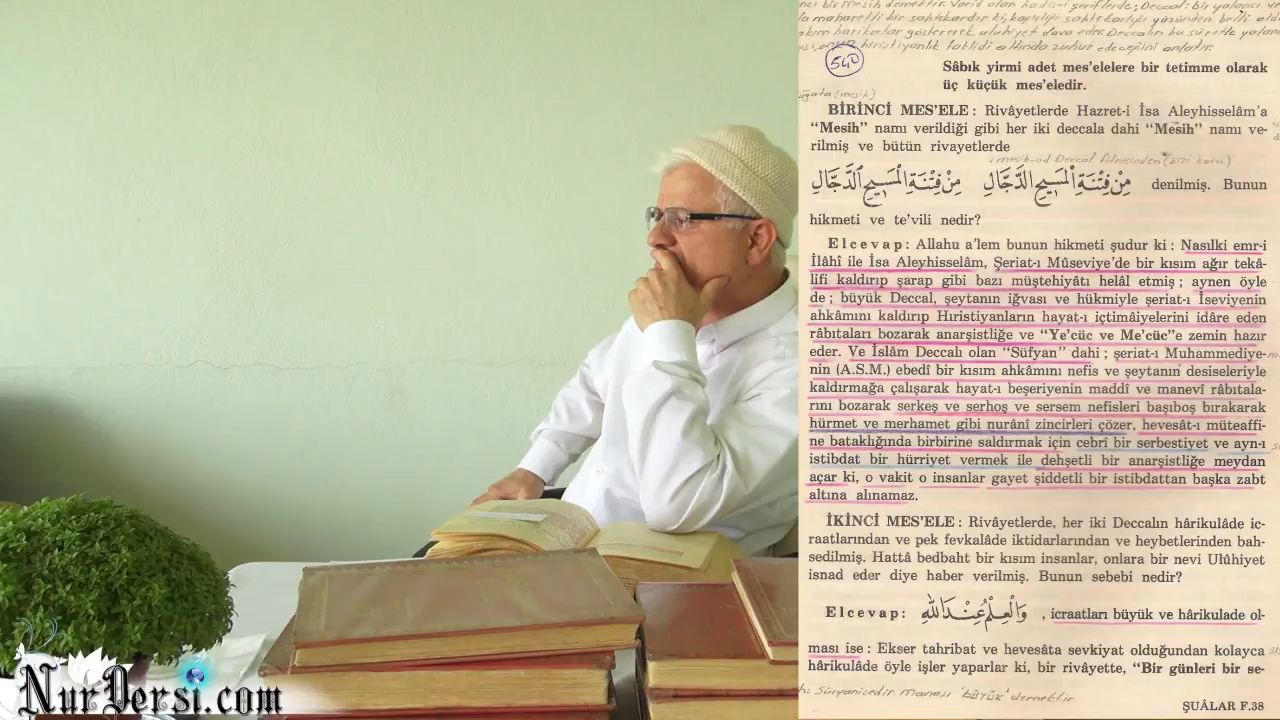 aha maharetli bir sahtekârdır ki,
540
Sâbık yirmi adet mes'elelere bir tetimme olarak
üç küçük mes'eledir.
BİRİNCİ MES'ELE : Rivâyetlerde Hazret-i İsa Aleyhisselâm'a
“Mesih” namı verildiği gibi her iki deccala dahi “Mesih” namı ve-
rilmiş ve bütün rivayetlerde
مِنْ فِتْنَةِ الْمَسِيحِ الدَّجَّالِ مِنْ فِتْنَةِ الْمَسِيحِ الدَّجَّالِ denilmiş. Bunun
hikmeti ve te'vili nedir?
Elcevap : Allahu a'lem bunun hikmeti şudur ki : Nasılki emr-i
İlâhî ile İsa Aleyhisselâm, Şeriat-ı Mûseviye'de bir kısım ağır tekâ-
lifi kaldırıp şarap gibi bazı müştehiyâtı helâl etmiş ; aynen öyle
de ; büyük Deccal, şeytanın iğvası ve hükmiyle şeriat-ı İseviyenin
ahkâmını kaldırıp Hıristiyanların hayat-ı içtimâiyelerini idâre eden
râbıtaları bozarak anarşistliğe ve “Ye'cüc ve Me'cüc”e zemin hazır
eder. Ve İslâm Deccalı olan “Süfyan” dahi ; şeriat-ı Muhammediye-
nin (A.S.M.) ebedî bir kısım ahkâmını nefis ve şeytanın desiseleriyle
kaldırmağa çalışarak hayat-ı beşeriyenin maddî ve manevî râbıtala-
rını bozarak serkeş ve serhoş ve sersem nefisleri başıboş bırakarak
hürmet ve merhamet gibi nurânî zincirleri çözer, hevesât-ı müteaffi-
ne bataklığında birbirine saldırmak için cebrî bir serbestiyet ve ayn-ı
istibdat bir hürriyet vermek ile dehşetli bir anarşistliğe meydan
açar ki, o vakit o insanlar gayet şiddetli bir istibdattan başka zabt
altına alınamaz.
İKİNCİ MES'ELE : Rivâyetlerde, her iki Deccalın hârikulâde ic-
raatlarından ve pek fevkalâde iktidarlarından ve heybetlerinden bah-
sedilmiş. Hattâ bedbaht bir kısım insanlar, onlara bir nevi Ulûhiyet
isnad eder diye haber verilmiş. Bunun sebebi nedir?
Elcevap : وَالْعِلْمُ عِنْدَ اللّٰهِ , icraatları büyük ve hârikulade ol-
ması ise : Ekser tahribat ve hevesâta sevkiyat olduğundan kolayca
hârikulâde öyle işler yaparlar ki, bir rivâyette, “Bir günleri bir se-
Süryanicedir. Manası 'büyük' demektir
ŞUÂLAR F.38
NurDersi.com